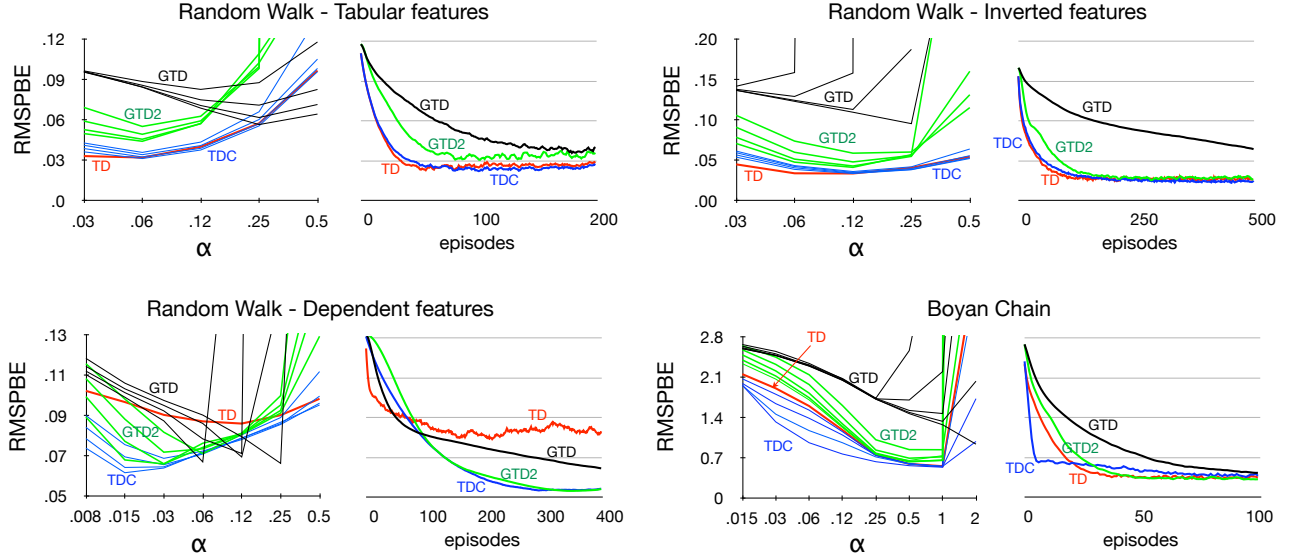 Random Walk - Tabular features
RMSPBE
.12
.09
.06
.03
.0
GTD
GTD2
TD
TDC
.03 .06 .12 .25 0.5
α
GTD
GTD2
TD
TDC
0 100 200
episodes
Random Walk - Inverted features
RMSPBE
.20
.15
.10
.05
.00
GTD
GTD2
TD
TDC
.03 .06 .12 .25 0.5
α
GTD
GTD2
TD
TDC
0 250 500
episodes
Random Walk - Dependent features
RMSPBE
.13
.11
.09
.07
.05
GTD
TD
GTD2
TDC
.008 .015 .03 .06 .12 .25 0.5
α
TD
GTD
GTD2
TDC
0 100 200 300 400
episodes
Boyan Chain
RMSPBE
2.8
2.1
1.4
0.7
0
TD
GTD
GTD2
TDC
.015 .03 .06 .12 .25 0.5 1 2
α
GTD
GTD2
TDC
TD
0 50 100
episodes